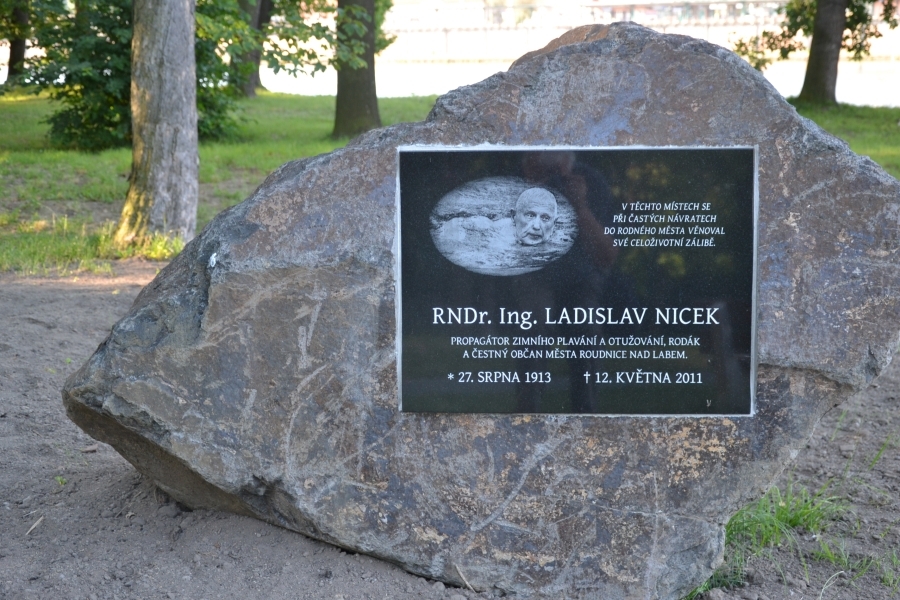 V TĚCHTO MÍSTECH SE
PŘI ČASTÝCH NÁVRATECH
DO RODNÉHO MĚSTA VĚNOVAL
SVÉ CELOŽIVOTNÍ ZÁLIBĚ.
RNDr. Ing. LADISLAV NICEK
PROPAGÁTOR ZIMNÍHO PLAVÁNÍ A OTUŽOVÁNÍ, RODÁK
A ČESTNÝ OBČAN MĚSTA ROUDNICE NAD LABEM.
* 27. SRPNA 1913 † 12. KVĚTNA 2011